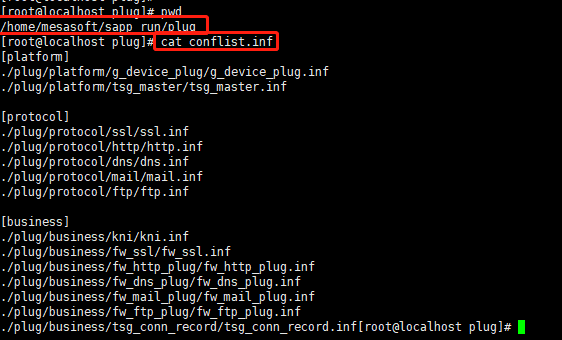 [root@localhost plug]#
[root@localhost plug]# pwd
/home/mesasoft/sapp_run/plug
[root@localhost plug]# cat conflist.inf
[platform]
./plug/platform/g_device_plug/g_device_plug.inf
./plug/platform/tsg_master/tsg_master.inf
[protocol]
./plug/protocol/ssl/ssl.inf
./plug/protocol/http/http.inf
./plug/protocol/dns/dns.inf
./plug/protocol/mail/mail.inf
./plug/protocol/ftp/ftp.inf
[business]
./plug/business/kni/kni.inf
./plug/business/fw_ssl/fw_ssl.inf
./plug/business/fw_http_plug/fw_http_plug.inf
./plug/business/fw_dns_plug/fw_dns_plug.inf
./plug/business/fw_mail_plug/fw_mail_plug.inf
./plug/business/fw_ftp_plug/fw_ftp_plug.inf
./plug/business/tsg_conn_record/tsg_conn_record.inf[root@localhost plug]#